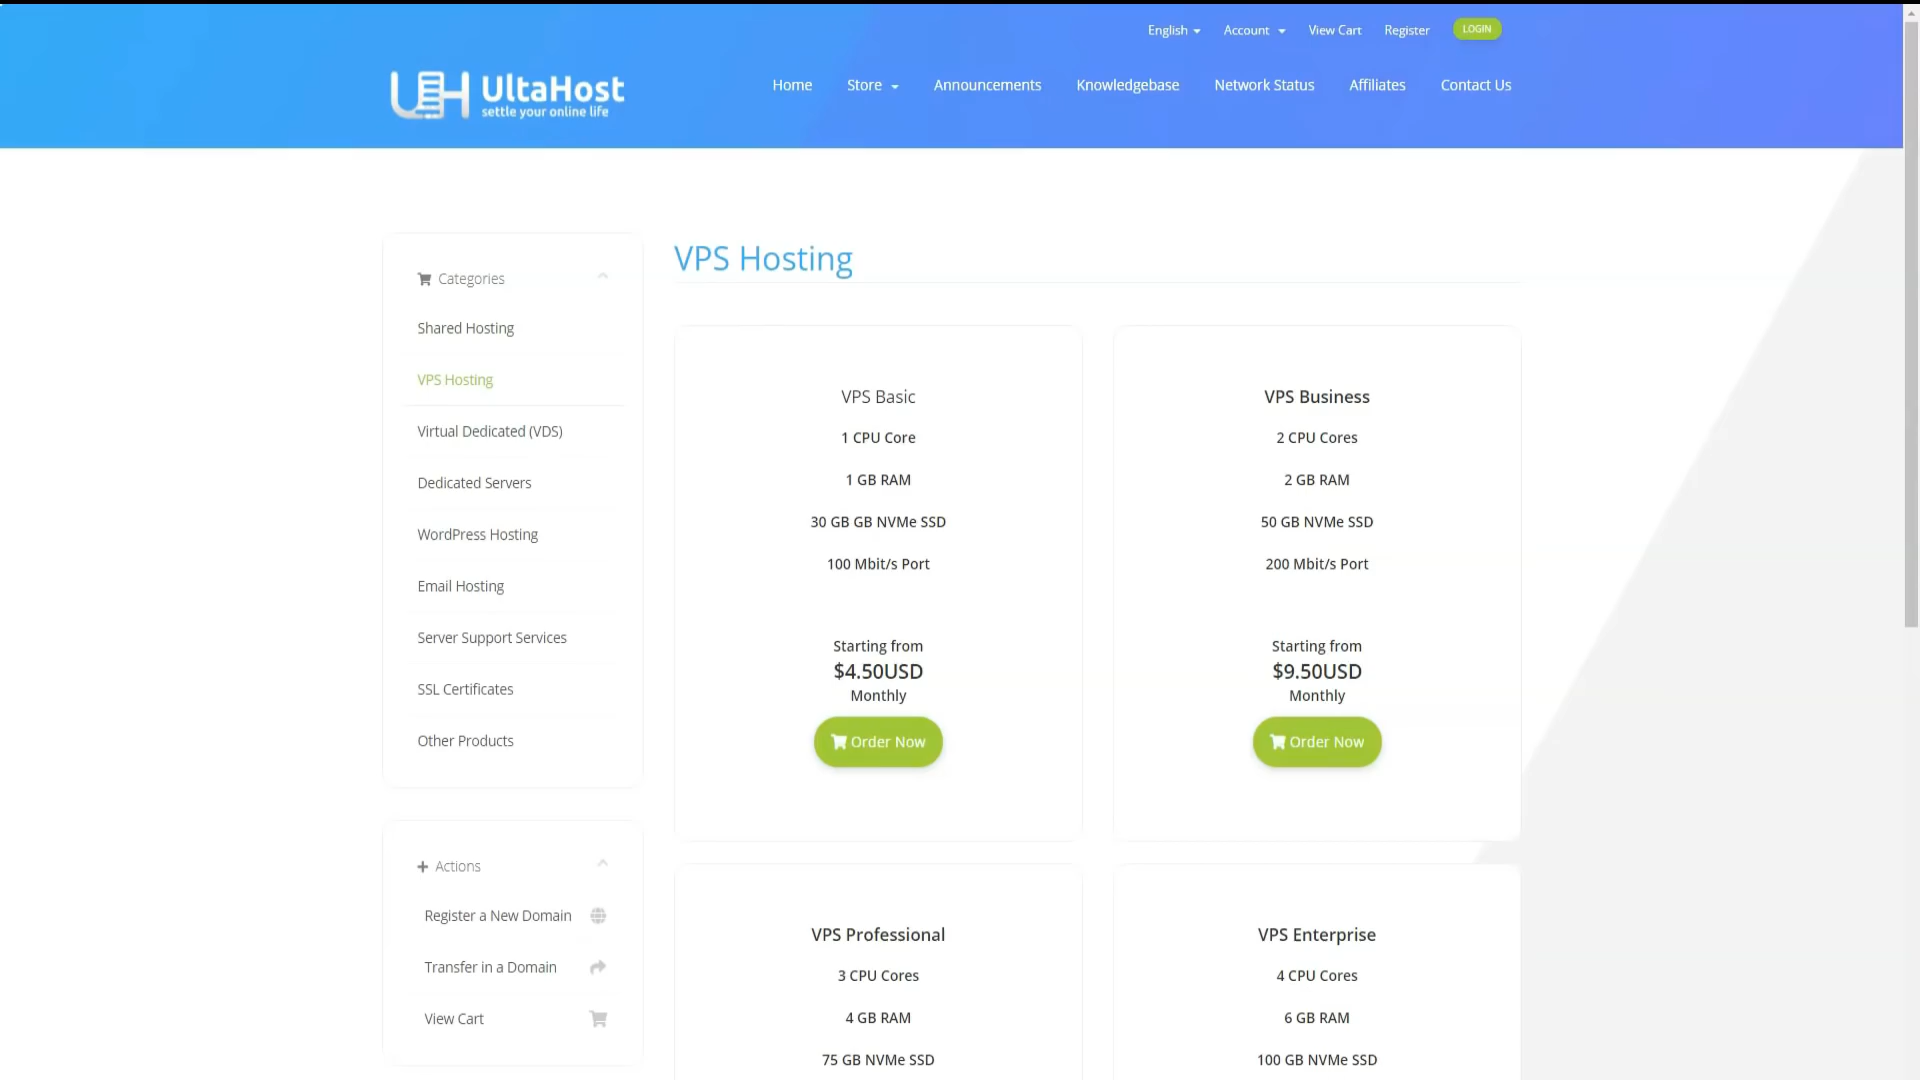 English
Account
View Cart
Register
LOGIN
UltaHost
settle your online life
Home
Store
Announcements
Knowledgebase
Network Status
Affiliates
Contact Us
Categories
Shared Hosting
VPS Hosting
Virtual Dedicated (VDS)
Dedicated Servers
WordPress Hosting
Email Hosting
Server Support Services
SSL Certificates
Other Products
Actions
Register a New Domain
Transfer in a Domain
View Cart
VPS Hosting
VPS Basic
1 CPU Core
1 GB RAM
30 GB GB NVMe SSD
100 Mbit/s Port
Starting from
$4.50USD
Monthly
Order Now
VPS Business
2 CPU Cores
2 GB RAM
50 GB NVMe SSD
200 Mbit/s Port
Starting from
$9.50USD
Monthly
Order Now
VPS Professional
3 CPU Cores
4 GB RAM
75 GB NVMe SSD
VPS Enterprise
4 CPU Cores
6 GB RAM
100 GB NVMe SSD